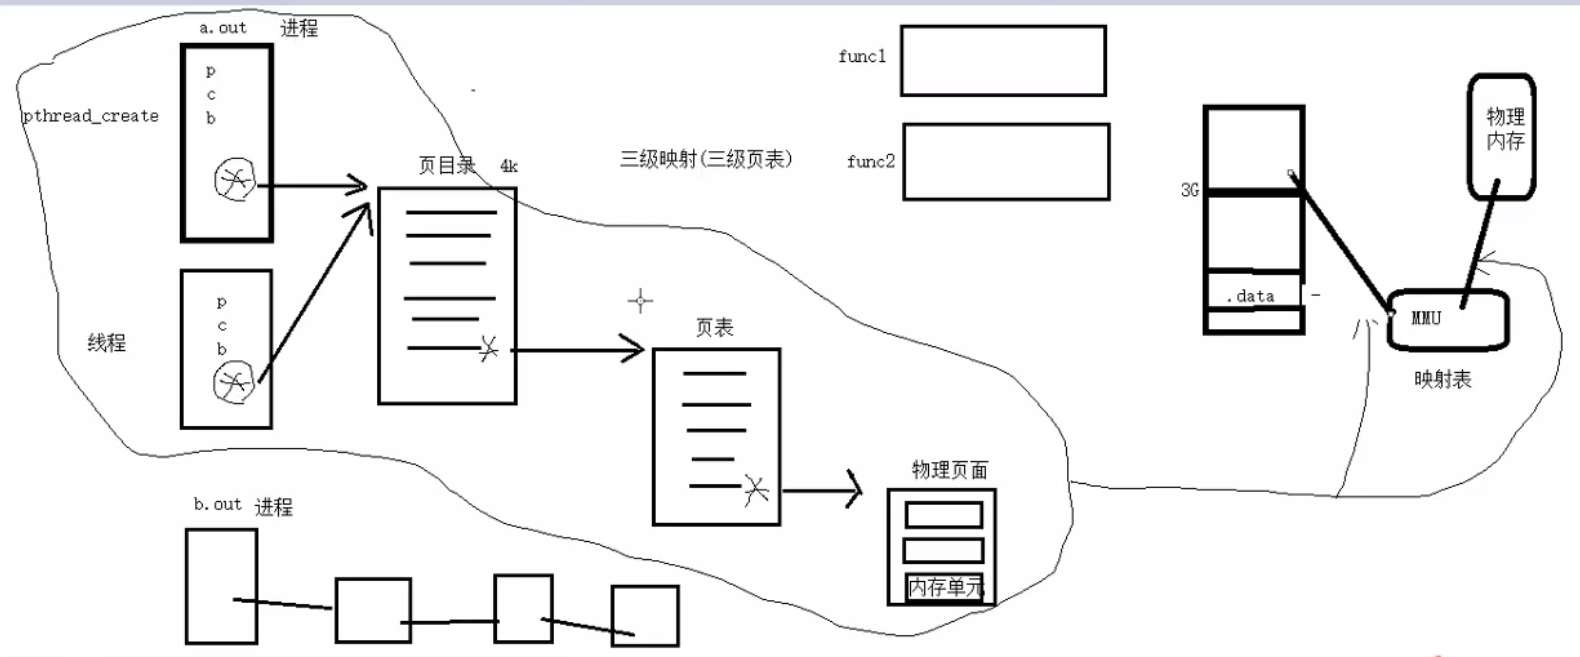 a.out 进程
p
c
b
pthread_create
页目录 4k
三级映射(三级页表)
func1
func2
物理
内存
3G
.data
MMU
映射表
p
c
b
线程
页表
物理页面
内存单元
b.out 进程